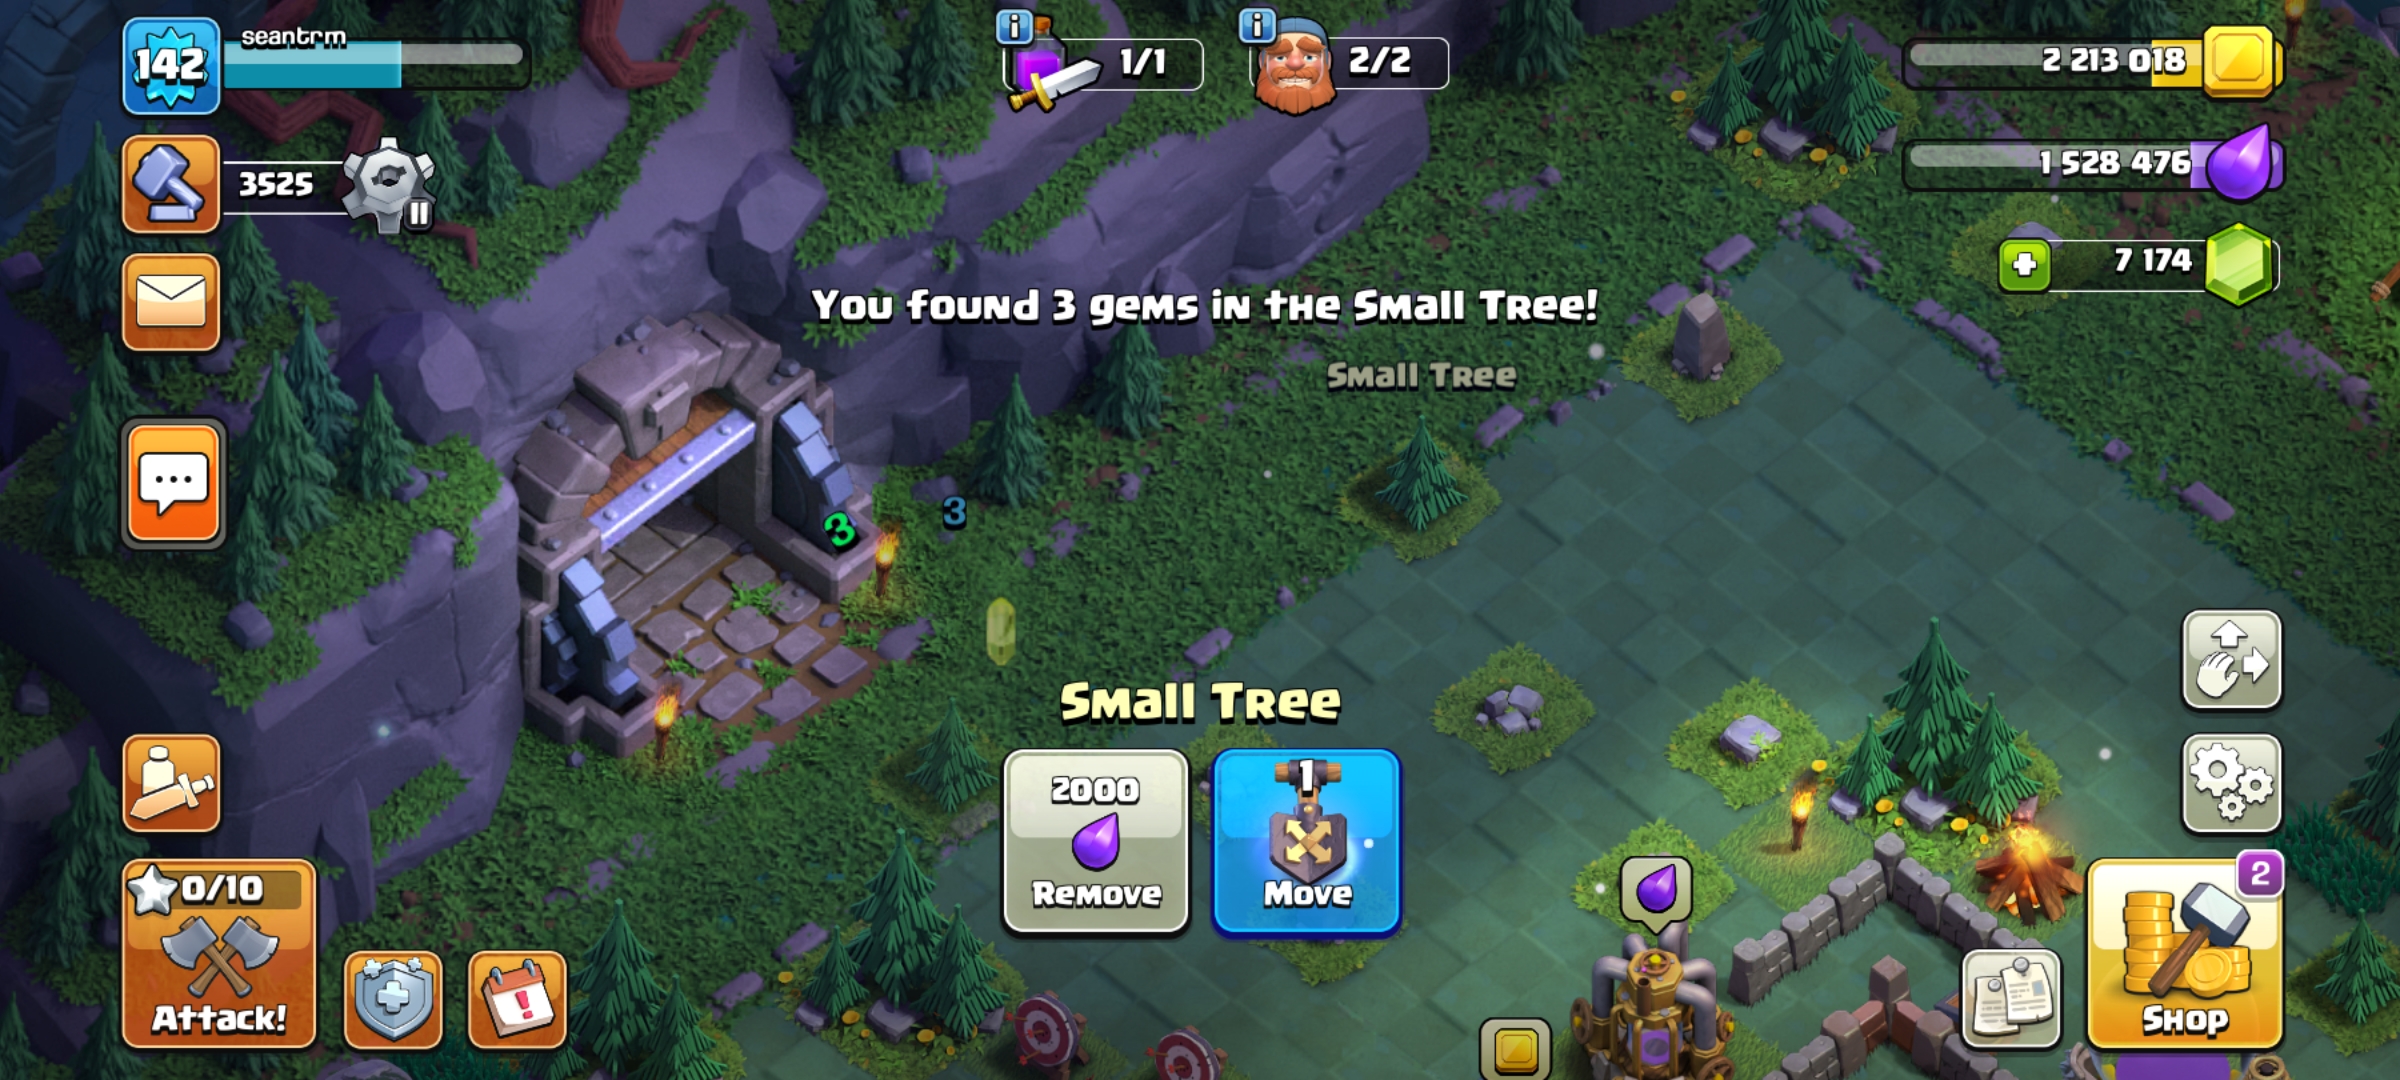 142
seantrm
1/1
2/2
2 213 018
3525
1 528 476
7 174
You found 3 gems in the Small Tree!
Small Tree
3
3
Small Tree
2000
Remove
1
Move
0/10
Attack!
2
Shop